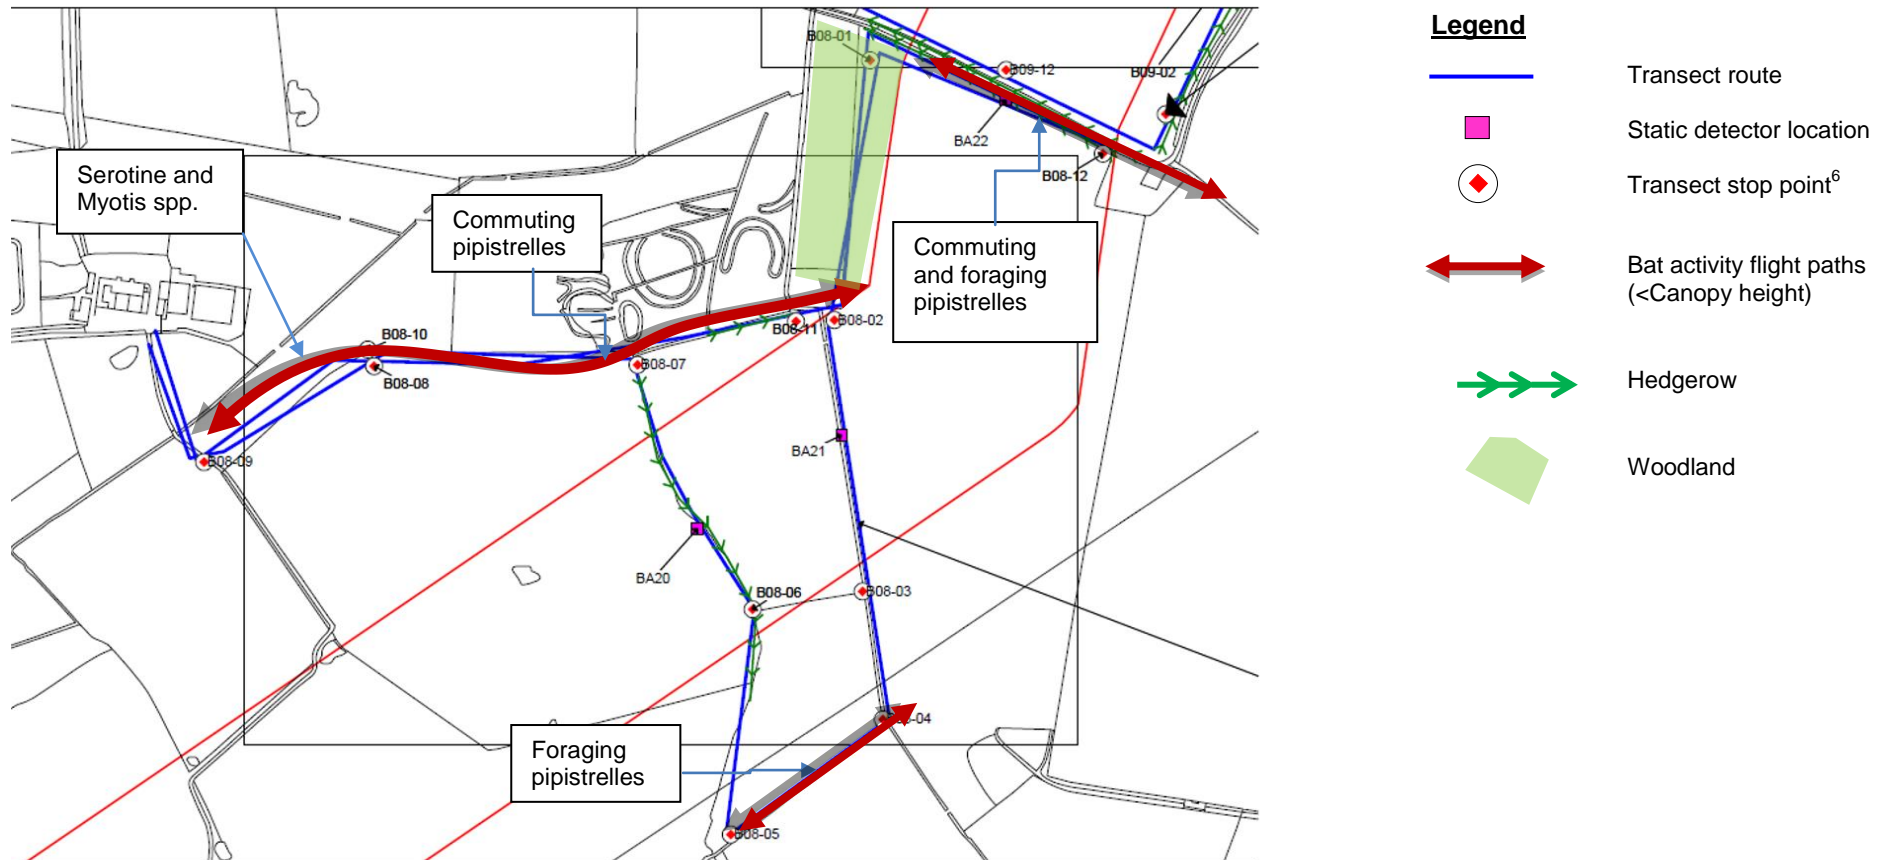 B08-01
B09-12
B09-02
BA22
B08-12
Serotine and
Myotis spp.
Commuting
pipistrelles
Commuting
and foraging
pipistrelles
B08-10
B08-08
B08-11
B08-02
B08-07
B08-09
BA21
BA20
B08-06
B08-03
Foraging
pipistrelles
B08-05
Legend
Transect route
Static detector location
Transect stop point6
Bat activity flight paths
(<Canopy height)
Hedgerow
Woodland